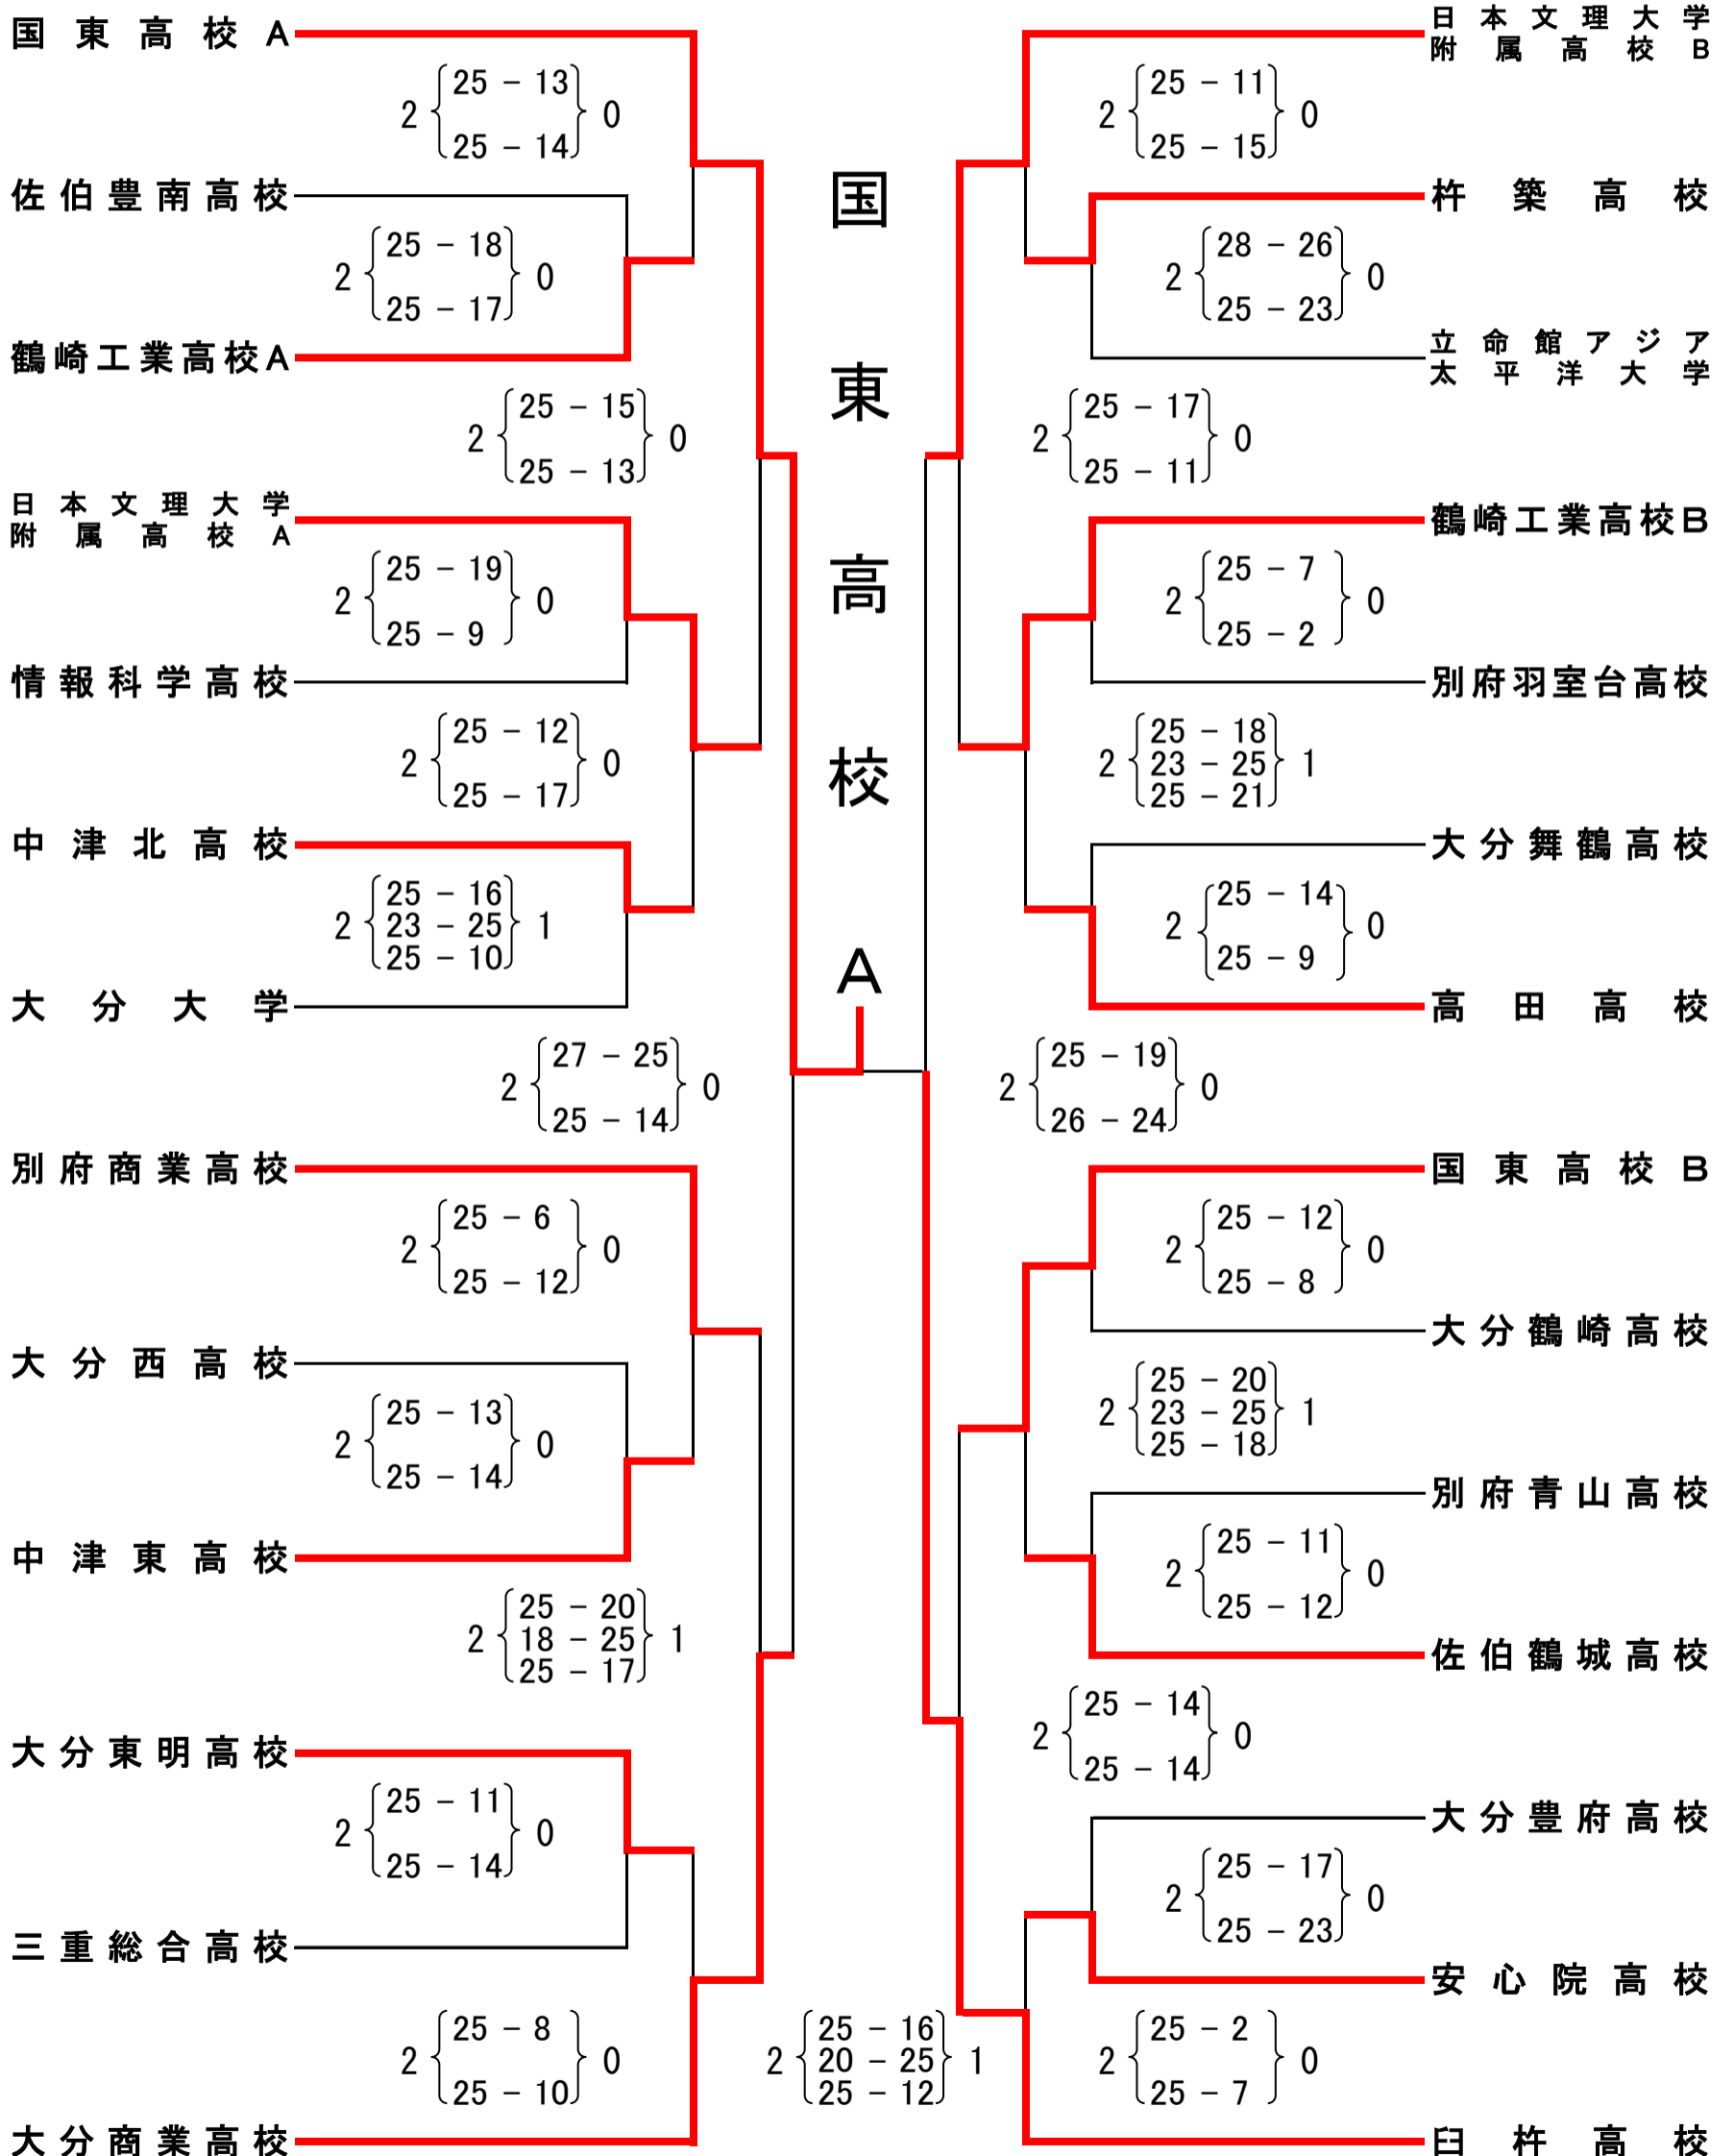 国東高校A
25 - 13
2 0
25 - 14
佐伯豊南高校
25 - 18
2 0
25 - 17
鶴崎工業高校A
25 - 15
2 0
25 - 13
日本文理大学
附属高校A
25 - 19
2 0
25 - 9
情報科学高校
25 - 12
2 0
25 - 17
中津北高校
25 - 16
2 23 - 25 1
25 - 10
大分大学
27 - 25
2 0
25 - 14
別府商業高校
25 - 6
2 0
25 - 12
大分西高校
25 - 13
2 0
25 - 14
中津東高校
25 - 20
2 18 - 25 1
25 - 17
大分東明高校
25 - 11
2 0
25 - 14
三重総合高校
25 - 8
2 0
25 - 10
大分商業高校
国東高校A
25 - 16
2 20 - 25 1
25 - 12
日本文理大学
附属高校B
25 - 11
2 0
25 - 15
杵築高校
28 - 26
2 0
25 - 23
立命館アジア
太平洋大学
25 - 17
2 0
25 - 11
鶴崎工業高校B
25 - 7
2 0
25 - 2
別府羽室台高校
25 - 18
2 23 - 25 1
25 - 21
大分舞鶴高校
25 - 14
2 0
25 - 9
高田高校
25 - 19
2 0
26 - 24
国東高校B
25 - 12
2 0
25 - 8
大分鶴崎高校
25 - 20
2 23 - 25 1
25 - 18
別府青山高校
25 - 11
2 0
25 - 12
佐伯鶴城高校
25 - 14
2 0
25 - 14
大分豊府高校
25 - 17
2 0
25 - 23
安心院高校
25 - 2
2 0
25 - 7
臼杵高校